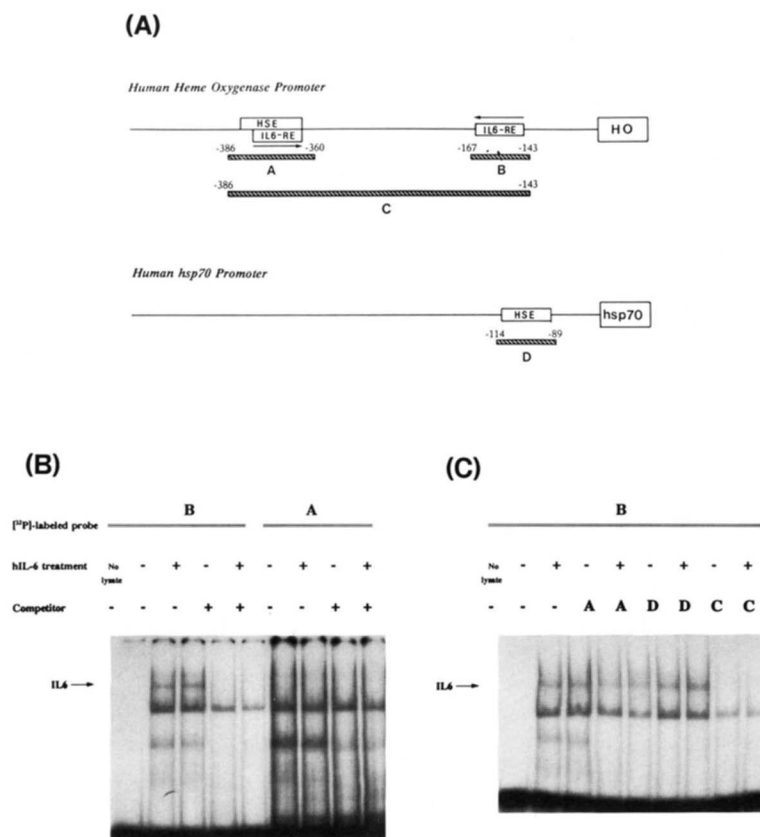 (A)
Human Heme Oxygenase Promoter
HSE
IL6-RE
IL6-RE
HO
-386 -360 -167 -143
A B
-386 -143
C
Human hsp70 Promoter
HSE
hsp70
-114 -89
D
(B)
B A
[³²P]-labeled probe
hIL-6 treatment No lysate - + - + - + - +
Competitor - - - + + - - + +
IL6
(C)
B
No lysate - + - + - + - +
- - - A A D D C C
IL6